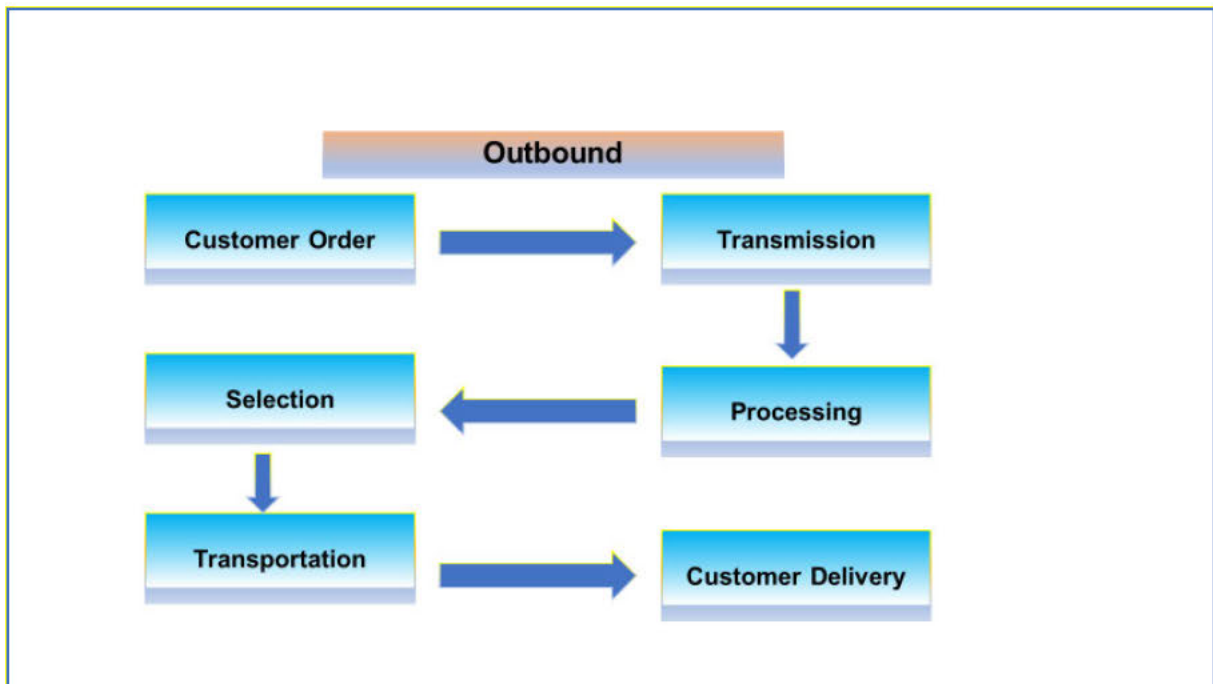 Outbound
Customer Order
Transmission
Processing
Selection
Transportation
Customer Delivery